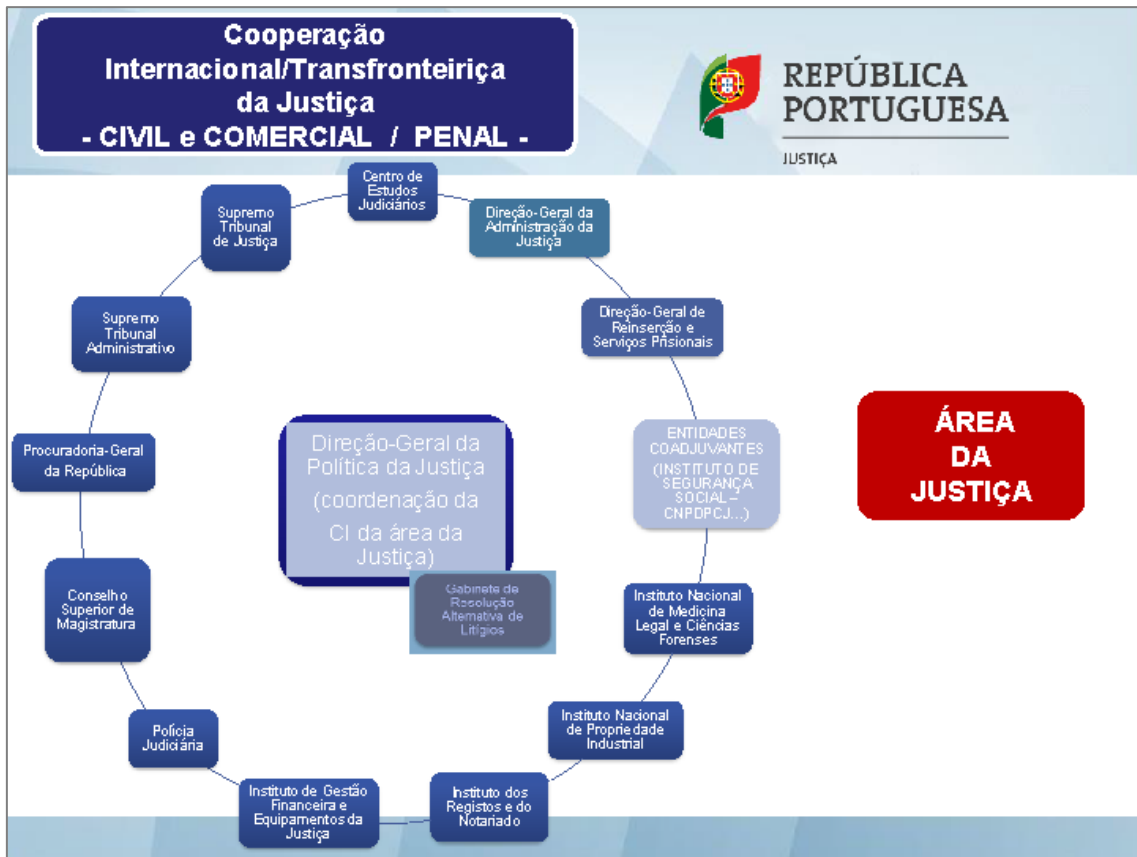 Cooperação
Internacional/Transfronteiriça
da Justiça
- CIVIL e COMERCIAL / PENAL -
REPÚBLICA
PORTUGUESA
JUSTIÇA
Centro de
Estudos
Judiciários
Direção-Geral da
Administração da
Justiça
Direção-Geral de
Reinserção e
Serviços Prisionais
ENTIDADES
COADJUVANTES
(INSTITUTO DE
SEGURANÇA
SOCIAL –
CNPDPCJ...)
Instituto Nacional
de Medicina
Legal e Ciências
Forenses
Instituto Nacional
de Propriedade
Industrial
Instituto dos
Registos e do
Notariado
Instituto de Gestão
Financeira e
Equipamentos da
Justiça
Polícia
Judiciária
Conselho
Superior de
Magistratura
Procuradoria-Geral
da República
Supremo
Tribunal
Administrativo
Supremo
Tribunal
de Justiça
Direção-Geral da
Política da Justiça
(coordenação da
CI da área da
Justiça)
Gabinete de
Resolução
Alternativa de
Litígios
ÁREA
DA
JUSTIÇA